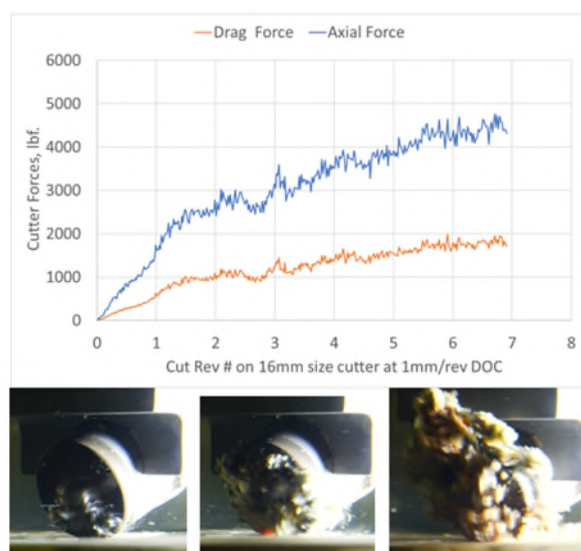 Drag Force Axial Force
6000
5000
4000
3000
2000
1000
0
Cutter Forces, lbf.
0 1 2 3 4 5 6 7 8
Cut Rev # on 16mm size cutter at 1mm/rev DOC